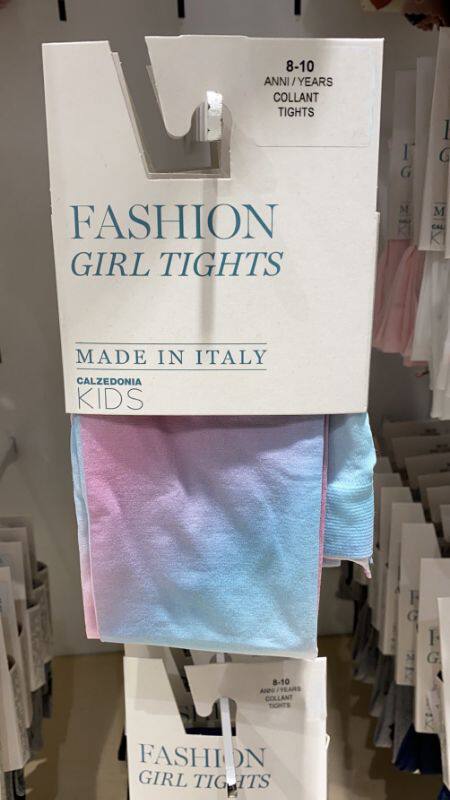 8-10
ANNI / YEARS
COLLANT
TIGHTS
FASHION
GIRL TIGHTS
MADE IN ITALY
CALZEDONIA
KIDS
8-10
ANNI / YEARS
COLLANT
TIGHTS
FASHION
GIRL TIGHTS